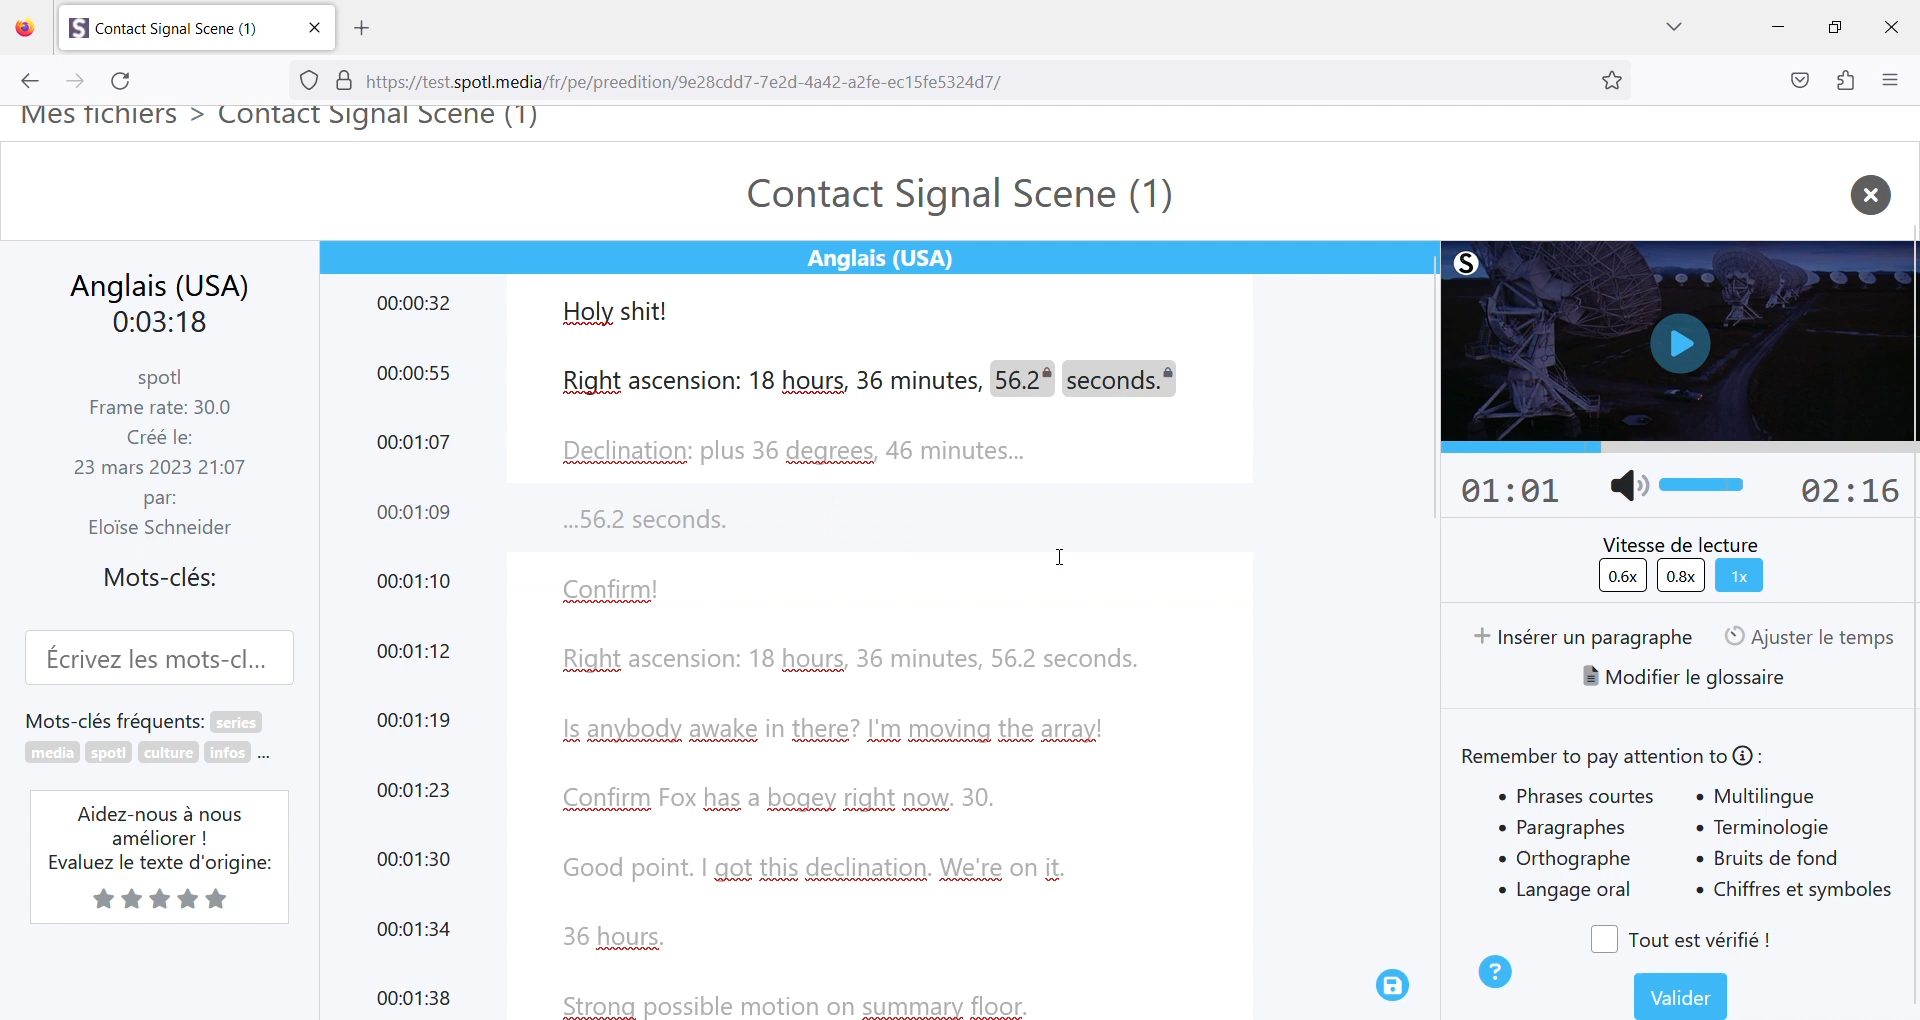 Contact Signal Scene (1)
https://test.spotl.media/fr/pe/preedition/9e28cdd7-7e2d-4a42-a2fe-ec15fe5324d7/
Mes fichiers > Contact Signal Scene (1)
Contact Signal Scene (1)
Anglais (USA)
0:03:18
spotl
Frame rate: 30.0
Créé le:
23 mars 2023 21:07
par:
Eloïse Schneider
Mots-clés:
Écrivez les mots-cl...
Mots-clés fréquents: series
media spotl culture infos ...
Aidez-nous à nous
améliorer !
Evaluez le texte d'origine:
Anglais (USA)
00:00:32 Holy shit!
00:00:55 Right ascension: 18 hours, 36 minutes, 56.2 seconds.
00:01:07 Declination: plus 36 degrees, 46 minutes...
00:01:09 ...56.2 seconds.
00:01:10 Confirm!
00:01:12 Right ascension: 18 hours, 36 minutes, 56.2 seconds.
00:01:19 Is anybody awake in there? I'm moving the array!
00:01:23 Confirm Fox has a bogey right now. 30.
00:01:30 Good point. I got this declination. We're on it.
00:01:34 36 hours.
00:01:38 Strong possible motion on summary floor.
S
01:01 02:16
Vitesse de lecture
0.6x 0.8x 1x
+ Insérer un paragraphe Ajuster le temps
Modifier le glossaire
Remember to pay attention to i :
• Phrases courtes • Multilingue
• Paragraphes • Terminologie
• Orthographe • Bruits de fond
• Langage oral • Chiffres et symboles
Tout est vérifié !
?
Valider